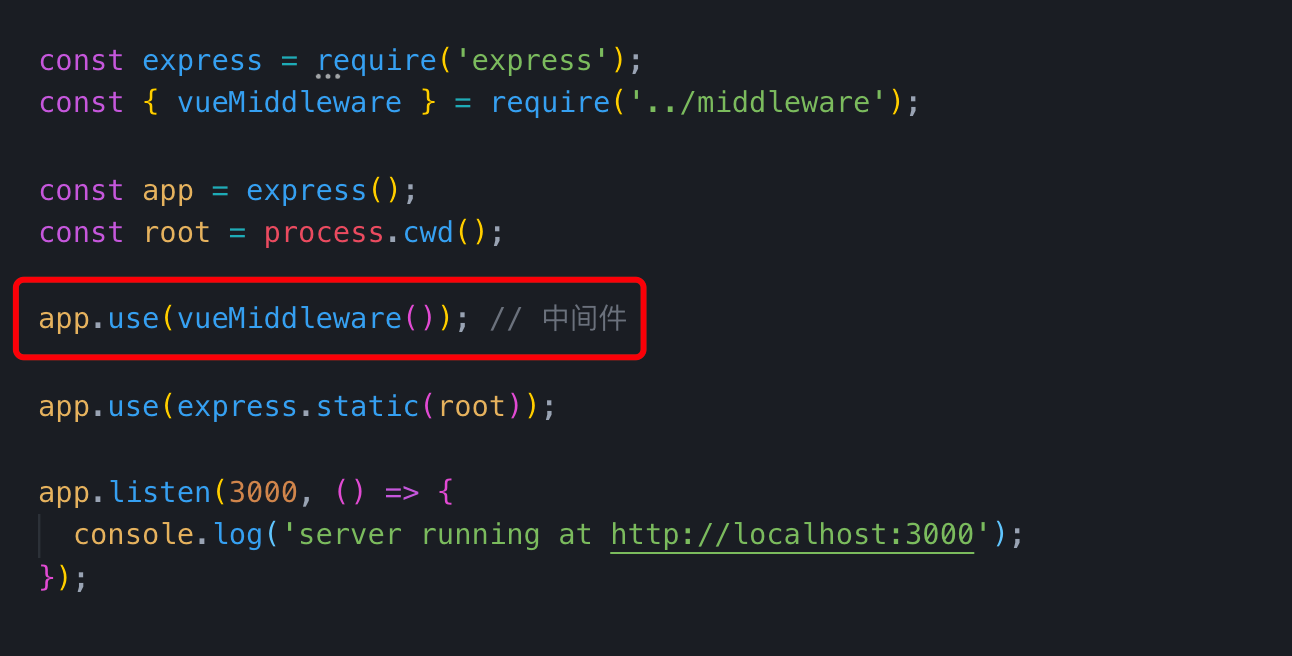 const express = require('express');
const { vueMiddleware } = require('../middleware');
const app = express();
const root = process.cwd();
app.use(vueMiddleware()); // 中间件
app.use(express.static(root));
app.listen(3000, () => {
console.log('server running at http://localhost:3000');
});